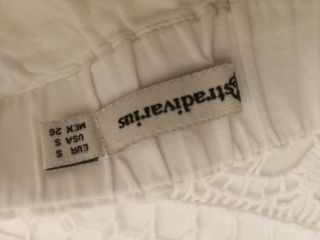 stradivarius
EUR S
USA S
MEX 26